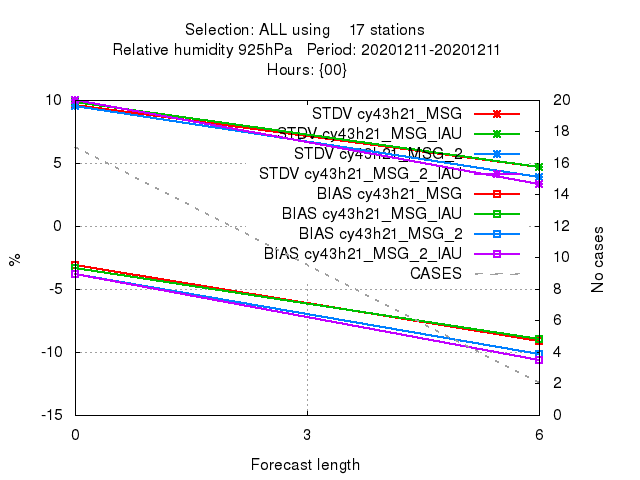 Selection: ALL using    17 stations
Relative humidity 925hPa   Period: 20201211-20201211
Hours: {00}
10
5
0
-5
-10
-15
%
20
18
16
14
12
10
8
6
4
2
0
No cases
STDV cy43h21_MSG
STDV cy43h21_MSG_IAU
STDV cy43h21_MSG_2
STDV cy43h21_MSG_2_IAU
BIAS cy43h21_MSG
BIAS cy43h21_MSG_IAU
BIAS cy43h21_MSG_2
BIAS cy43h21_MSG_2_IAU
CASES
0
3
6
Forecast length